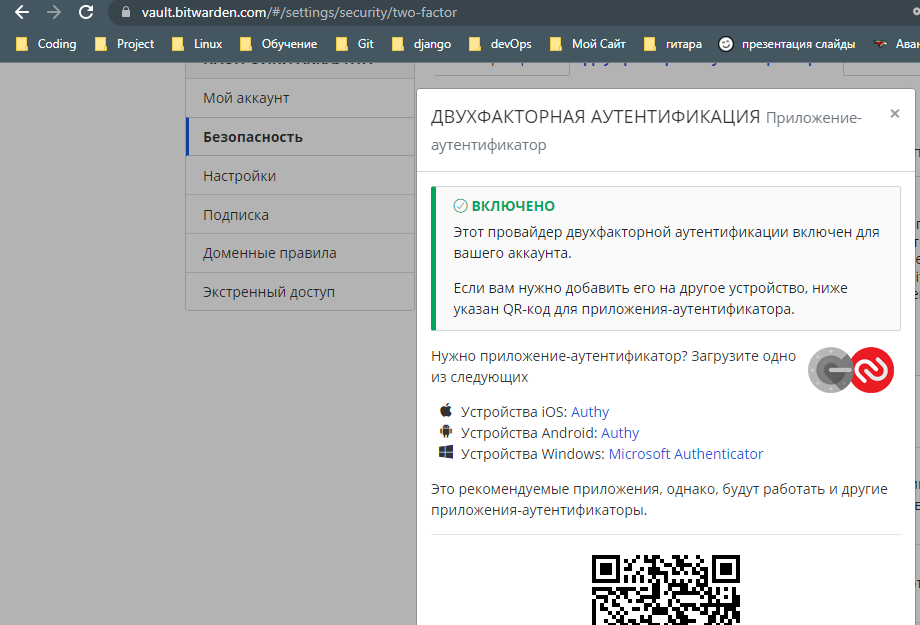 vault.bitwarden.com/#/settings/security/two-factor
Coding Project Linux Обучение Git django devOps Мой Сайт гитара презентация слайды Аван
Мой аккаунт
Безопасность
Настройки
Подписка
Доменные правила
Экстренный доступ
ДВУХФАКТОРНАЯ АУТЕНТИФИКАЦИЯ Приложение-
аутентификатор
×
ВКЛЮЧЕНО
Этот провайдер двухфакторной аутентификации включен для
вашего аккаунта.
Если вам нужно добавить его на другое устройство, ниже
указан QR-код для приложения-аутентификатора.
Нужно приложение-аутентификатор? Загрузите одно
из следующих
Устройства iOS: Authy
Устройства Android: Authy
Устройства Windows: Microsoft Authenticator
Это рекомендуемые приложения, однако, будут работать и другие
приложения-аутентификаторы.